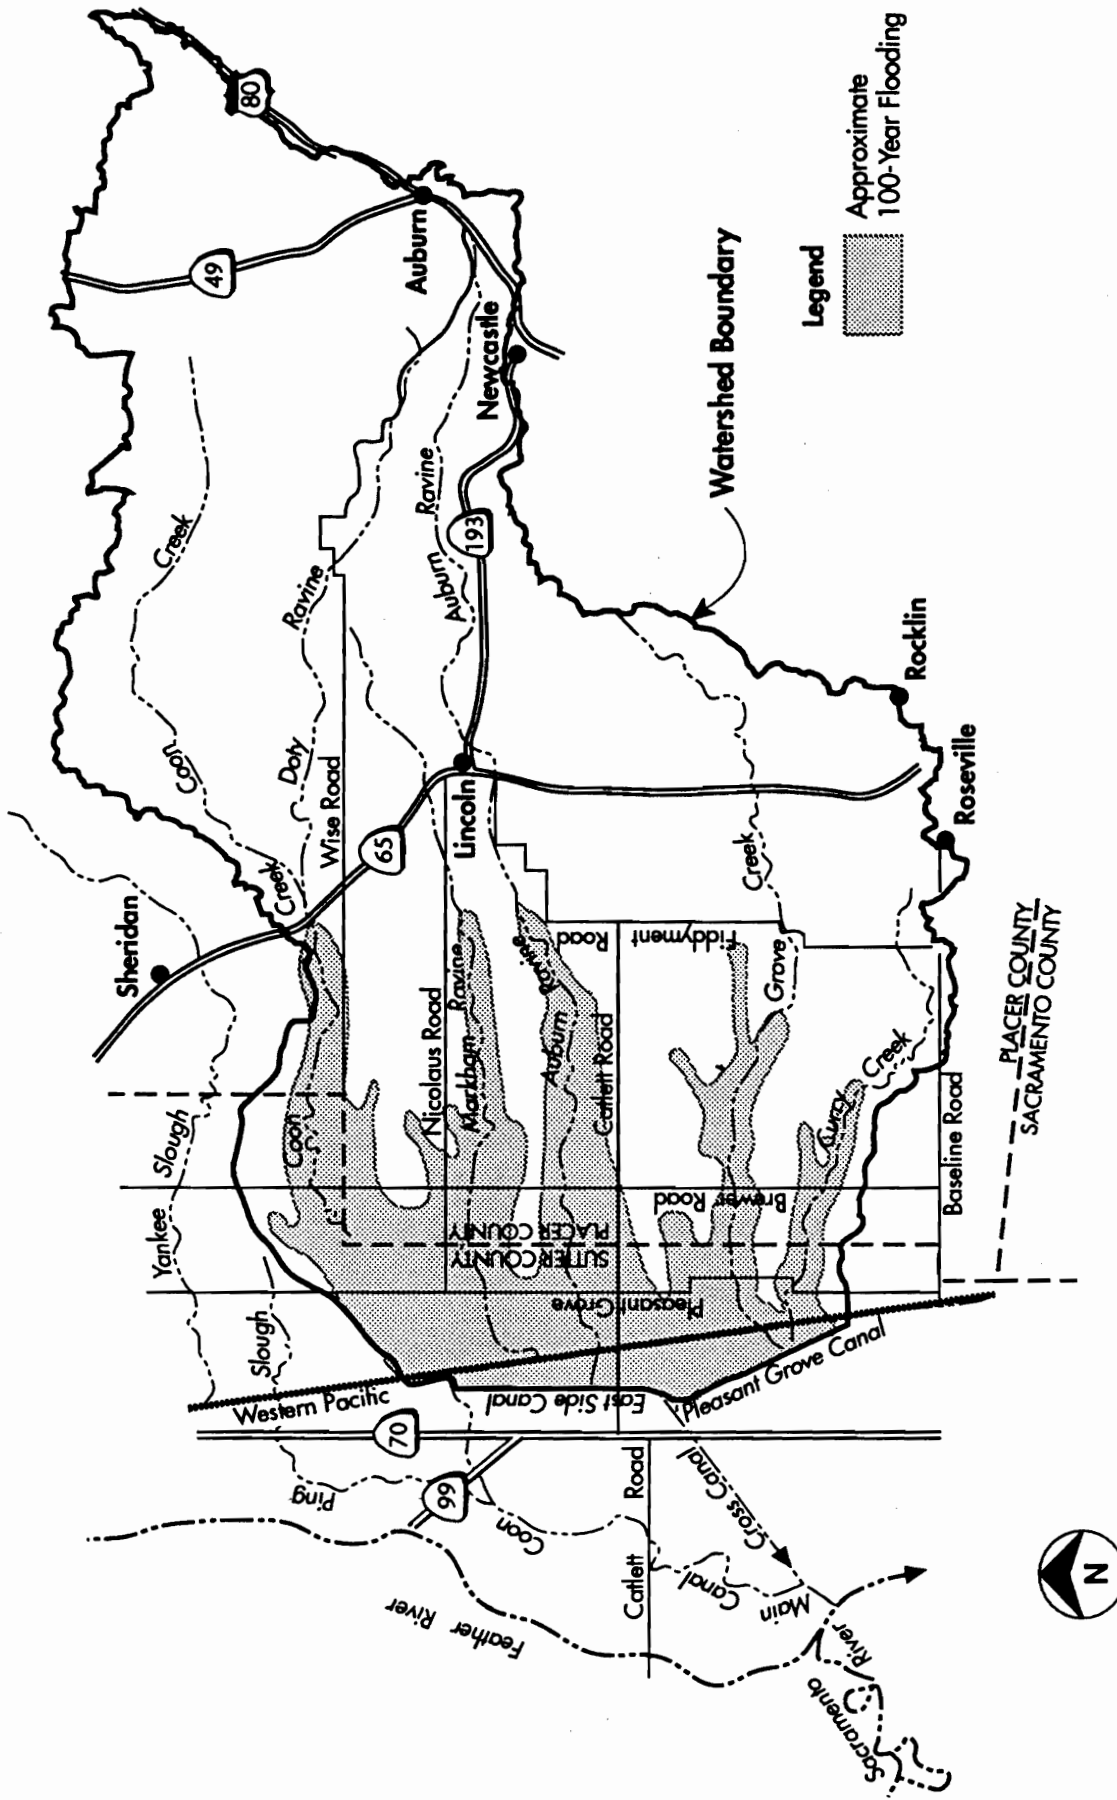 80
49
Auburn
Newcastle
Legend
Approximate
100-Year Flooding
Watershed Boundary
Creek
Coon
Creek
Ravine
Doty
Ravine
Auburn
193
Wise Road
65
Lincoln
Sheridan
Rocklin
Roseville
Creek
Grove
Fiddyment
Road
Nicolaus Road
Markham
Ravine
Auburn
Ravine
Catlett Road
Coon
Curry
Creek
Yankee
Slough
Brewer Road
PLACER COUNTY
SUTTER COUNTY
Pleasant Grove
Baseline Road
PLACER COUNTY
SACRAMENTO COUNTY
Slough
Ping
Western Pacific
East Side Canal
Pleasant Grove Canal
70
99
Coon
Catlett
Road
Cross Canal
Main
Canal
Feather River
Sacramento
River
N